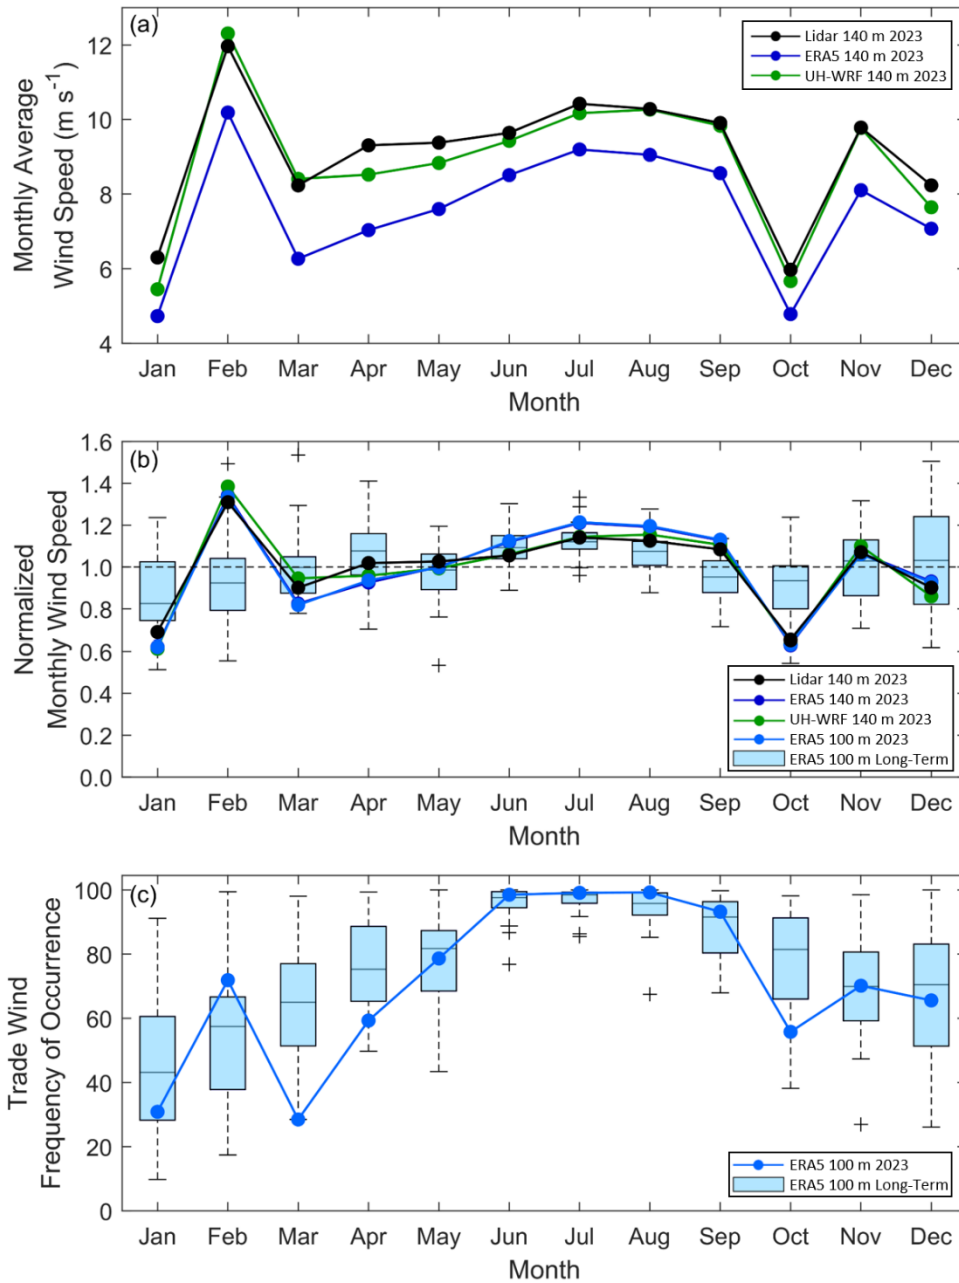 (a)
Lidar 140 m 2023
ERA5 140 m 2023
UH-WRF 140 m 2023
Monthly Average
Wind Speed (m s⁻¹)
12
10
8
6
4
Jan Feb Mar Apr May Jun Jul Aug Sep Oct Nov Dec
Month
(b)
Normalized
Monthly Wind Speed
1.6
1.4
1.2
1.0
0.8
0.6
0.4
0.2
0.0
Lidar 140 m 2023
ERA5 140 m 2023
UH-WRF 140 m 2023
ERA5 100 m 2023
ERA5 100 m Long-Term
Jan Feb Mar Apr May Jun Jul Aug Sep Oct Nov Dec
Month
(c)
Trade Wind
Frequency of Occurrence
100
80
60
40
20
0
ERA5 100 m 2023
ERA5 100 m Long-Term
Jan Feb Mar Apr May Jun Jul Aug Sep Oct Nov Dec
Month